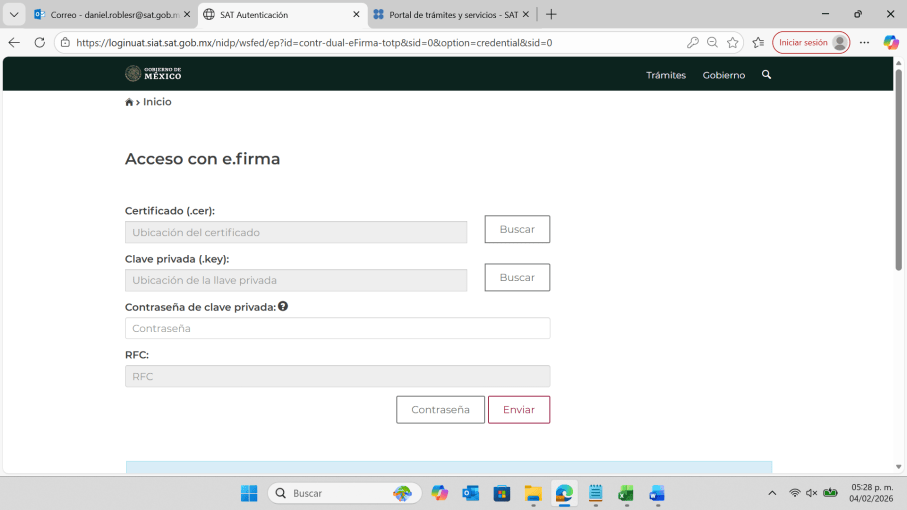 Correo - daniel.roblesr@sat.gob.m
SAT Autenticación
Portal de trámites y servicios - SAT
https://loginuat.siat.sat.gob.mx/nidp/wsfed/ep?id=contr-dual-eFirma-totp&sid=0&option=credential&sid=0
Iniciar sesión
GOBIERNO DE
MÉXICO
Trámites
Gobierno
> Inicio
Acceso con e.firma
Certificado (.cer):
Ubicación del certificado
Buscar
Clave privada (.key):
Ubicación de la llave privada
Buscar
Contraseña de clave privada:
Contraseña
RFC:
RFC
Contraseña
Enviar
Buscar
05:28 p. m.
04/02/2026